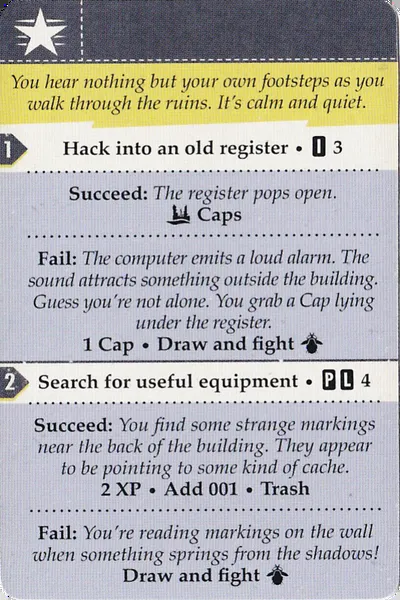 You hear nothing but your own footsteps as you
walk through the ruins. It's calm and quiet.
1 Hack into an old register • I 3
Succeed: The register pops open.
Caps
Fail: The computer emits a loud alarm. The
sound attracts something outside the building.
Guess you're not alone. You grab a Cap lying
under the register.
1 Cap • Draw and fight
2 Search for useful equipment • P L 4
Succeed: You find some strange markings
near the back of the building. They appear
to be pointing to some kind of cache.
2 XP • Add 001 • Trash
Fail: You're reading markings on the wall
when something springs from the shadows!
Draw and fight